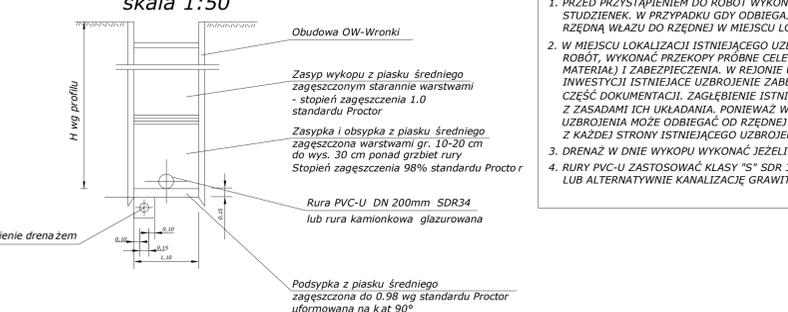 skala 1:50
Obudowa OW-Wronki
Zasyp wykopu z piasku średniego
zagęszczonym starannie warstwami
- stopień zagęszczenia 1.0
standardu Proctor
H wg profilu
Zasypka i obsypka z piasku średniego
zagęszczona warstwami gr. 10-20 cm
do wys. 30 cm ponad grzbiet rury
Stopień zagęszczenia 98% standardu Proctor
Rura PVC-U DN 200mm SDR34
lub rura kamionkowa glazurowana
0,15
ienie drenażem
0,10
0,10
0,15
1,10
Podsypka z piasku średniego
zagęszczona do 0.98 wg standardu Proctor
uformowana na kąt 90°
1. PRZED PRZYSTĄPIENIEM DO ROBÓT WYKON
STUDZIENEK. W PRZYPADKU GDY ODBIEGA
RZĘDNĄ WŁAZU DO RZĘDNEJ W MIEJSCU LO
2. W MIEJSCU LOKALIZACJI ISTNIEJĄCEGO UZB
ROBÓT, WYKONAĆ PRZEKOPY PRÓBNE CELE
MATERIAŁ) I ZABEZPIECZENIA. W REJONIE
INWESTYCJI ISTNIEJACE UZBROJENIE ZABE
CZĘŚĆ DOKUMENTACJI. ZAGŁĘBIENIE ISTNI
Z ZASADAMI ICH UKŁADANIA. PONIEWAŻ W
UZBROJENIA MOŻE ODBIEGAĆ OD RZĘDNEJ
Z KAŻDEJ STRONY ISTNIEJĄCEGO UZBROJE
3. DRENAŻ W DNIE WYKOPU WYKONAĆ JEŻELI
4. RURY PVC-U ZASTOSOWAĆ KLASY "S" SDR 3
LUB ALTERNATYWNIE KANALIZACJĘ GRAWIT